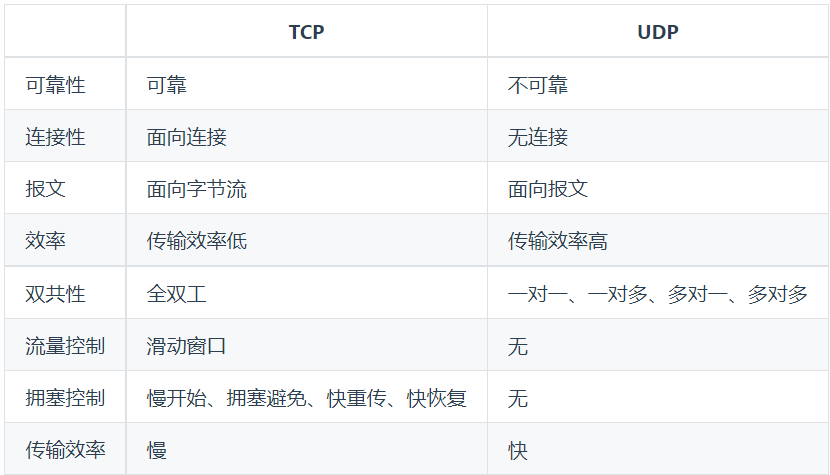 TCP UDP
可靠性 可靠 不可靠
连接性 面向连接 无连接
报文 面向字节流 面向报文
效率 传输效率低 传输效率高
双共性 全双工 一对一、一对多、多对一、多对多
流量控制 滑动窗口 无
拥塞控制 慢开始、拥塞避免、快重传、快恢复 无
传输效率 慢 快